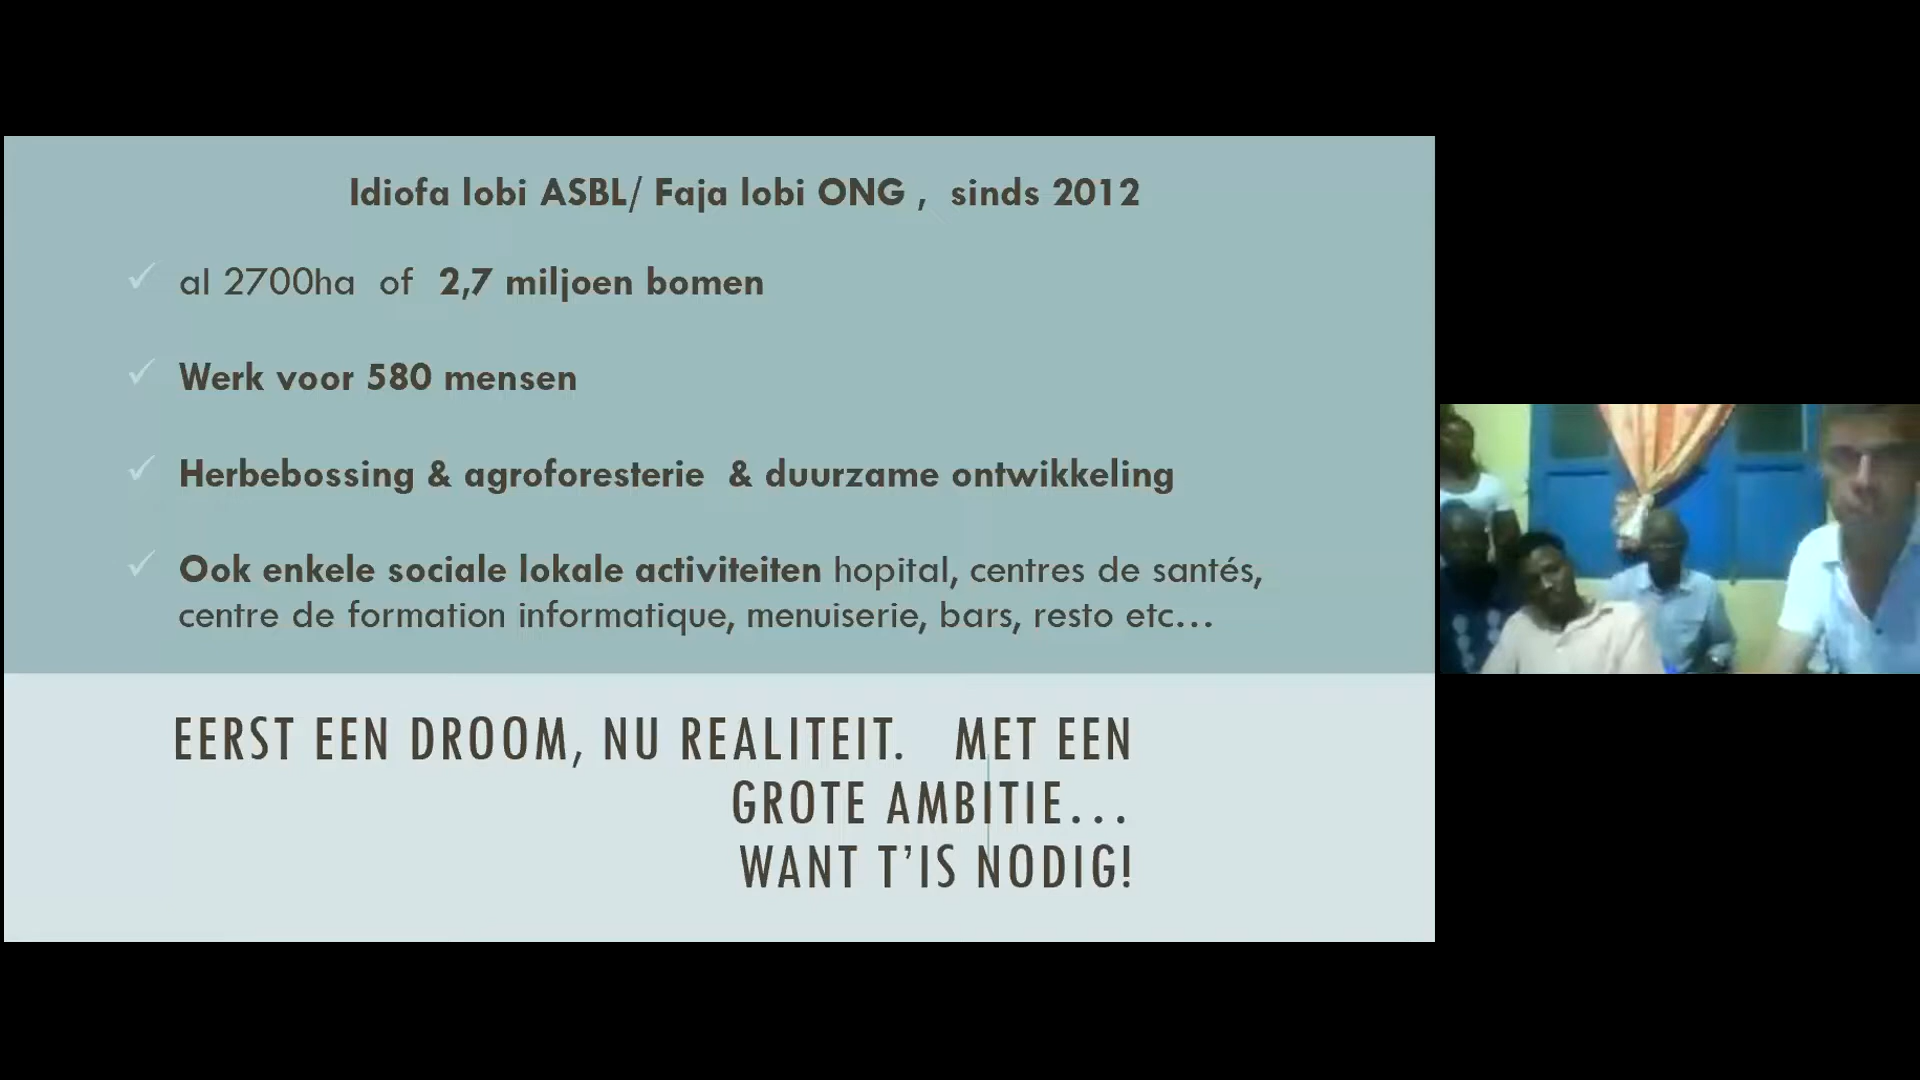 Idiofa lobi ASBL/ Faja lobi ONG , sinds 2012
al 2700ha of 2,7 miljoen bomen
Werk voor 580 mensen
Herbebossing & agroforesterie & duurzame ontwikkeling
Ook enkele sociale lokale activiteiten hopital, centres de santés,
centre de formation informatique, menuiserie, bars, resto etc...
EERST EEN DROOM, NU REALITEIT. MET EEN
GROTE AMBITIE...
WANT T'IS NODIG!